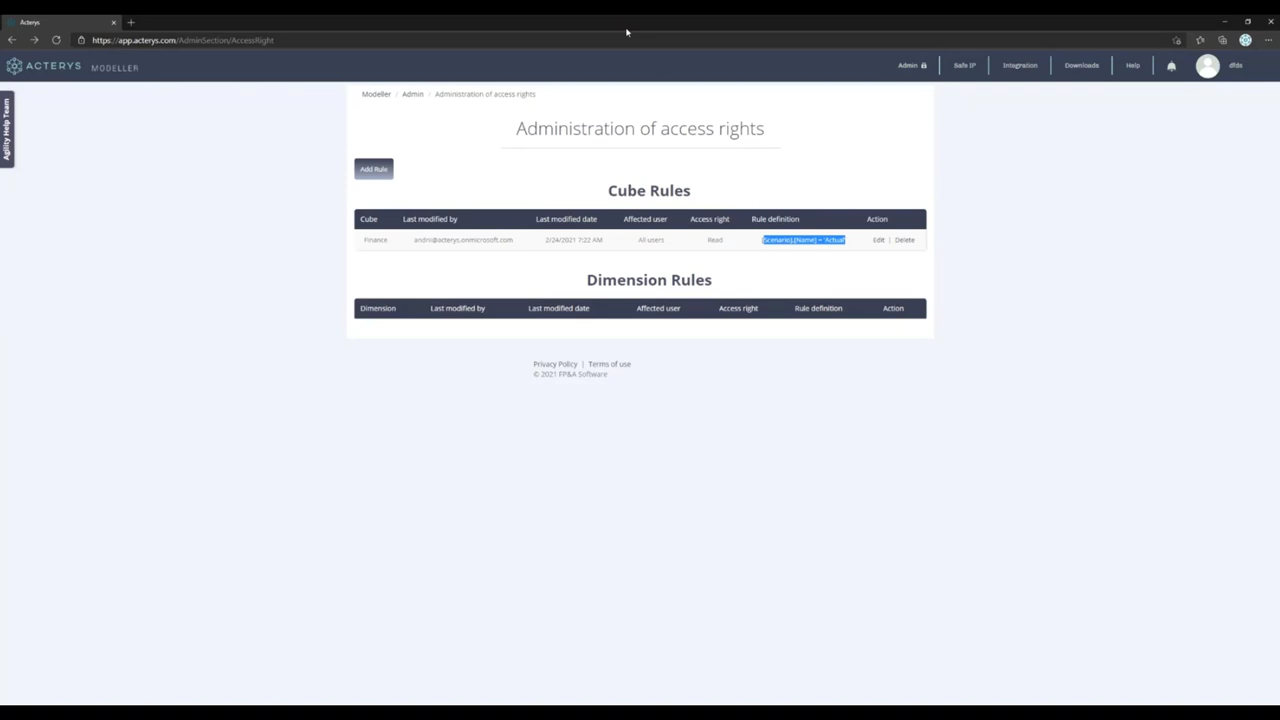 Acterys
https://app.acterys.com/AdminSection/AccessRight
ACTERYS MODELLER
Admin
Safe IP
Integration
Downloads
Help
dfds
Agility Help Team
Modeller / Admin / Administration of access rights
Administration of access rights
Add Rule
Cube Rules
Cube Last modified by Last modified date Affected user Access right Rule definition Action
Finance andrii@acterys.onmicrosoft.com 2/24/2021 7:22 AM All users Read [Scenario].[Name] = 'Actual' Edit | Delete
Dimension Rules
Dimension Last modified by Last modified date Affected user Access right Rule definition Action
Privacy Policy | Terms of use
© 2021 FP&A Software